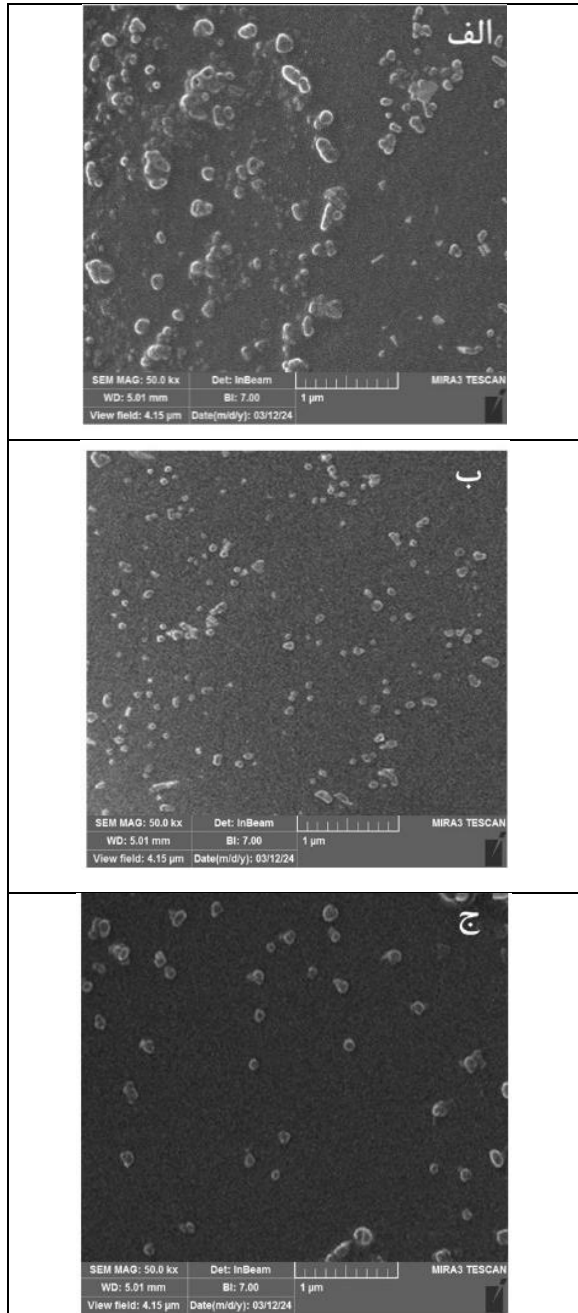 الف
SEM MAG: 50.0 kx Det: InBeam MIRA3 TESCAN
WD: 5.01 mm BI: 7.00 1 µm
View field: 4.15 µm Date(m/d/y): 03/12/24
ب
SEM MAG: 50.0 kx Det: InBeam MIRA3 TESCAN
WD: 5.01 mm BI: 7.00 1 µm
View field: 4.15 µm Date(m/d/y): 03/12/24
ج
SEM MAG: 50.0 kx Det: InBeam MIRA3 TESCAN
WD: 5.01 mm BI: 7.00 1 µm
View field: 4.15 µm Date(m/d/y): 03/12/24